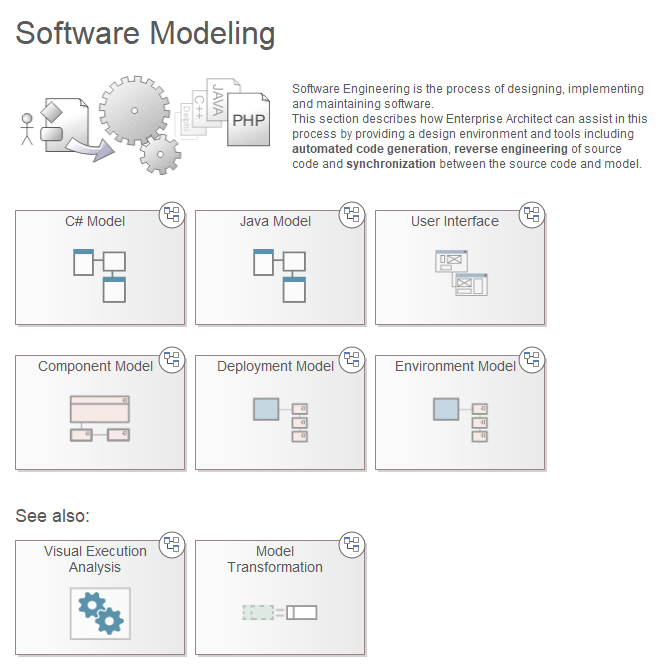 Software Modeling
Delphi
C++
JAVA
PHP
Software Engineering is the process of designing, implementing
and maintaining software.
This section describes how Enterprise Architect can assist in this
process by providing a design environment and tools including
automated code generation, reverse engineering of source
code and synchronization between the source code and model.
C# Model
Java Model
User Interface
Component Model
Deployment Model
Environment Model
See also:
Visual Execution
Analysis
Model
Transformation